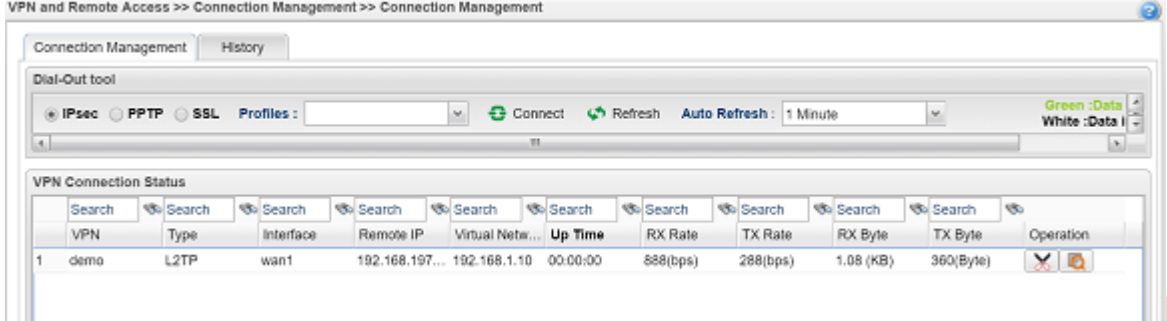 VPN and Remote Access >> Connection Management >> Connection Management
Connection Management History
Dial-Out tool
IPsec PPTP SSL Profiles : Connect Refresh Auto Refresh : 1 Minute
Green :Data
White :Data i
VPN Connection Status
Search Search Search Search Search Search Search Search Search Search
VPN Type Interface Remote IP Virtual Netw... Up Time RX Rate TX Rate RX Byte TX Byte Operation
1 demo L2TP wan1 192.168.197... 192.168.1.10 00:00:00 888(bps) 288(bps) 1.08 (KB) 360(Byte)